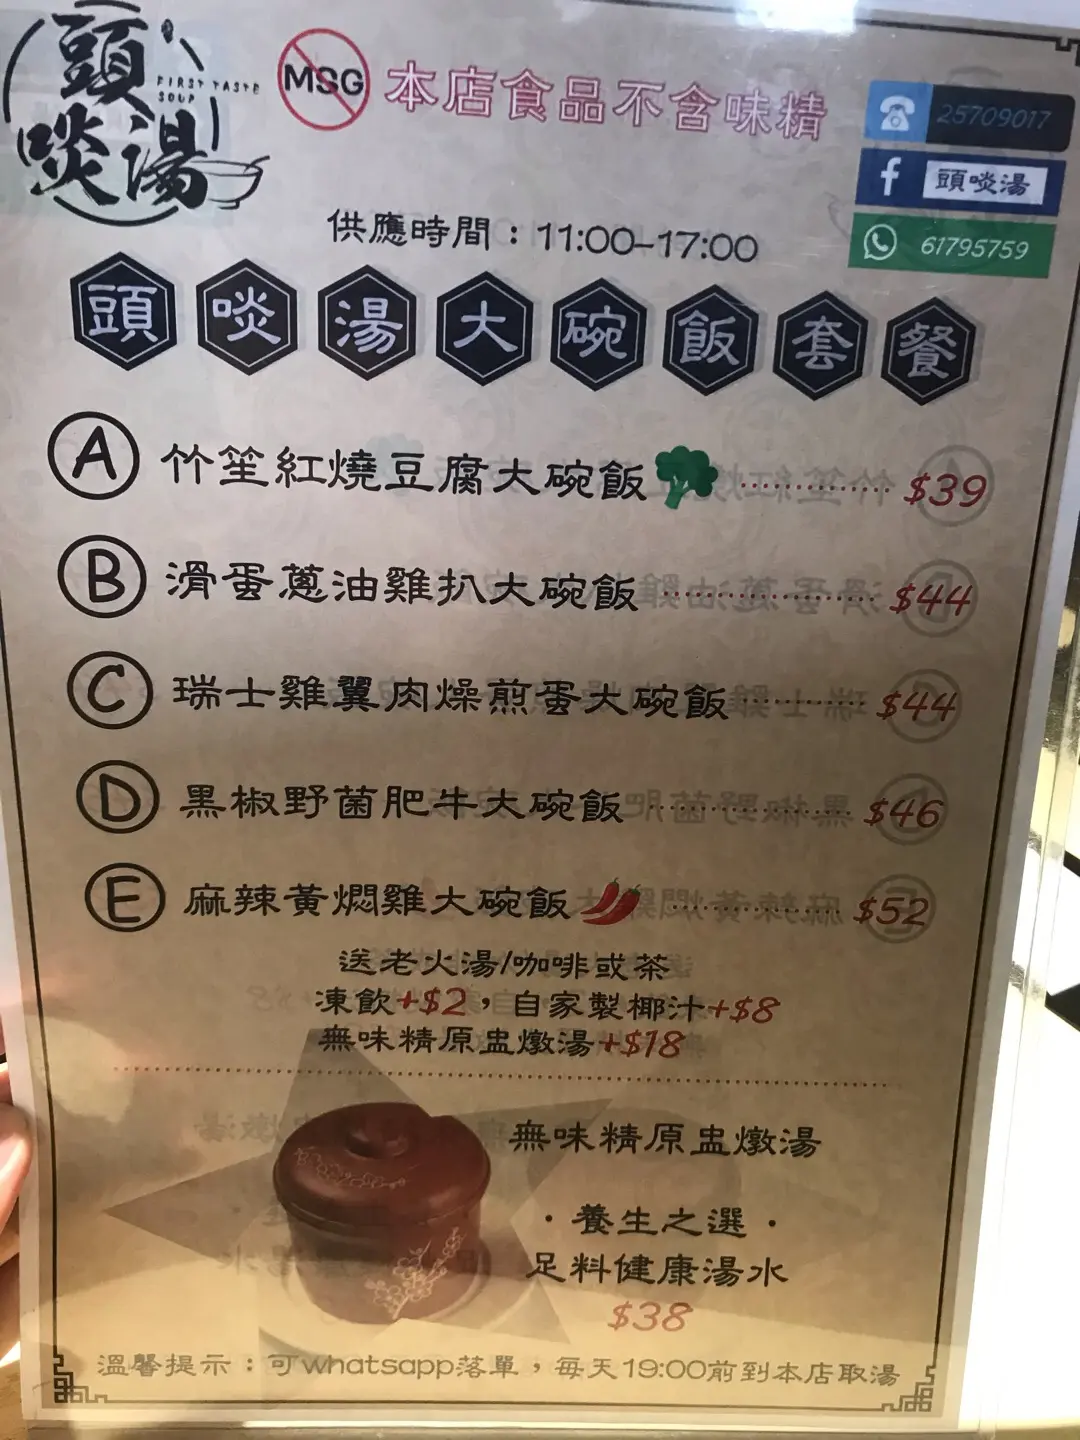 頭啖湯
FIRST TASTE
SOUP
MSG
本店食品不含味精
25709017
頭啖湯
61795759
供應時間：11:00-17:00
頭啖湯大碗飯套餐
A 竹笙紅燒豆腐大碗飯 $39
B 滑蛋蔥油雞扒大碗飯 $44
C 瑞士雞翼肉燥煎蛋大碗飯 $44
D 黑椒野菌肥牛大碗飯 $46
E 麻辣黃燜雞大碗飯 $52
送老火湯/咖啡或茶
凍飲+$2，自家製椰汁+$8
無味精原盅燉湯+$18
無味精原盅燉湯
·養生之選·
足料健康湯水
$38
溫馨提示：可whatsapp落單，每天19:00前到本店取湯